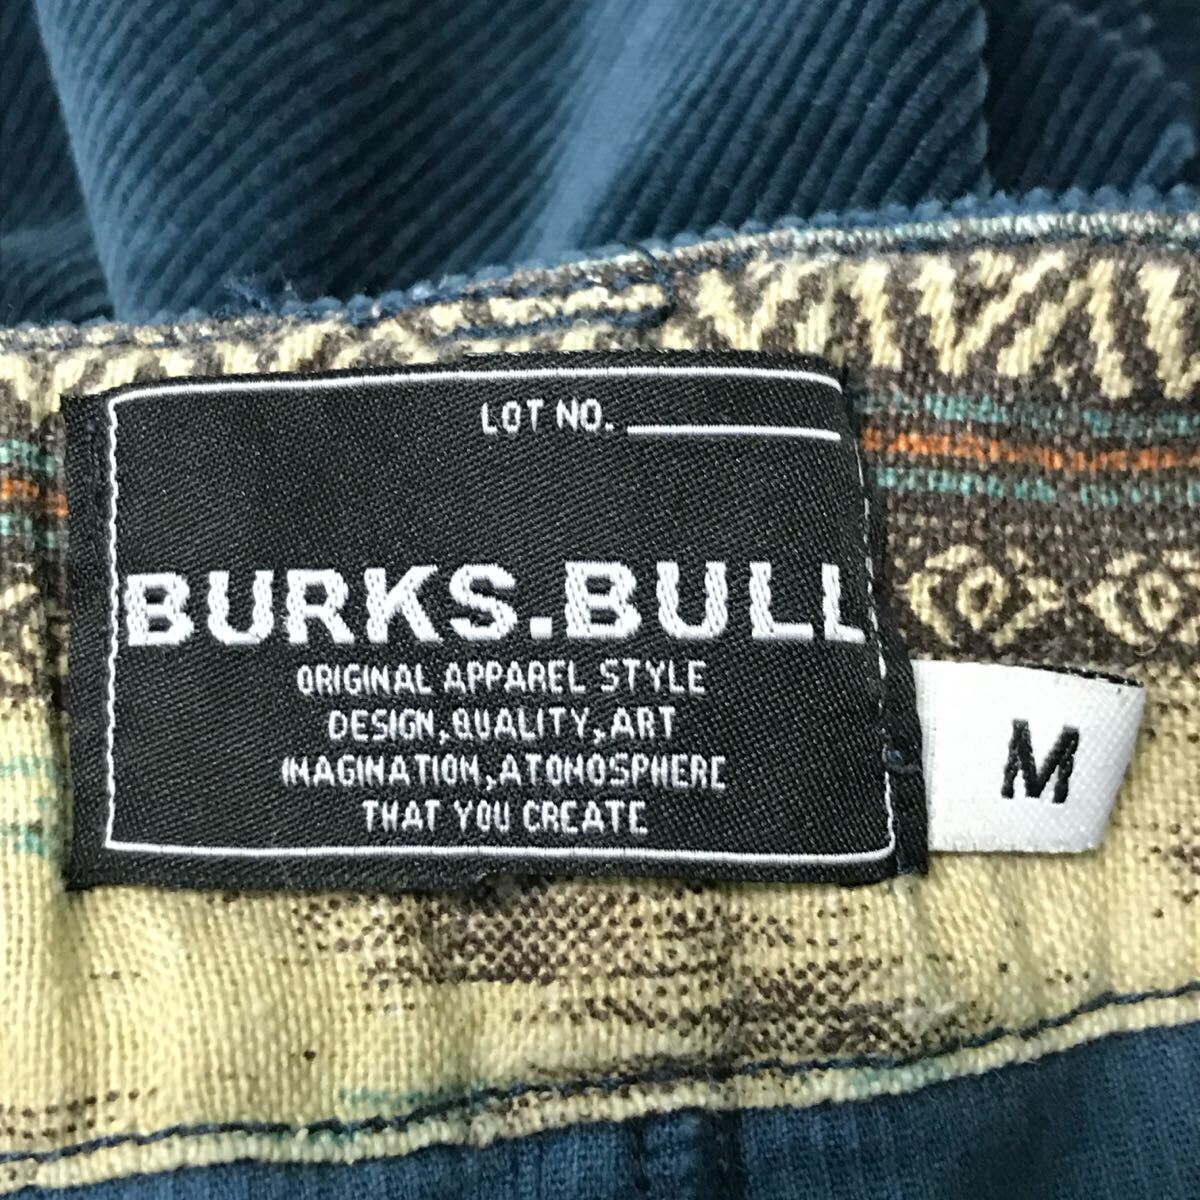 LOT NO.
BURKS.BULL
ORIGINAL APPAREL STYLE
DESIGN,QUALITY,ART
IMAGINATION,ATOMOSPHERE
THAT YOU CREATE
M